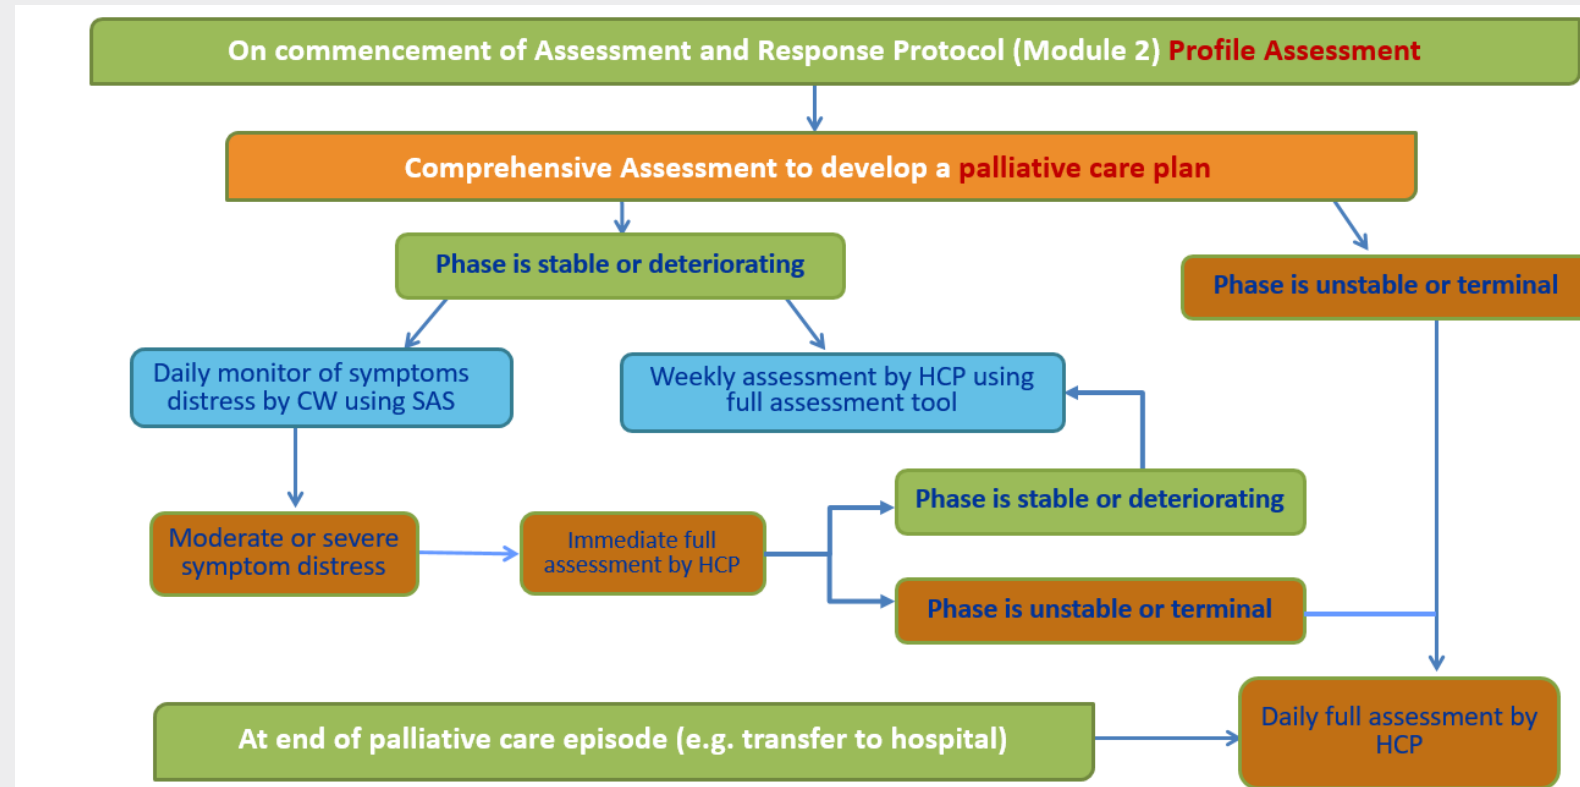 On commencement of Assessment and Response Protocol (Module 2) Profile Assessment
Comprehensive Assessment to develop a palliative care plan
Phase is stable or deteriorating
Phase is unstable or terminal
Daily monitor of symptoms
distress by CW using SAS
Weekly assessment by HCP using
full assessment tool
Phase is stable or deteriorating
Moderate or severe
symptom distress
Immediate full
assessment by HCP
Phase is unstable or terminal
At end of palliative care episode (e.g. transfer to hospital)
Daily full assessment by
HCP